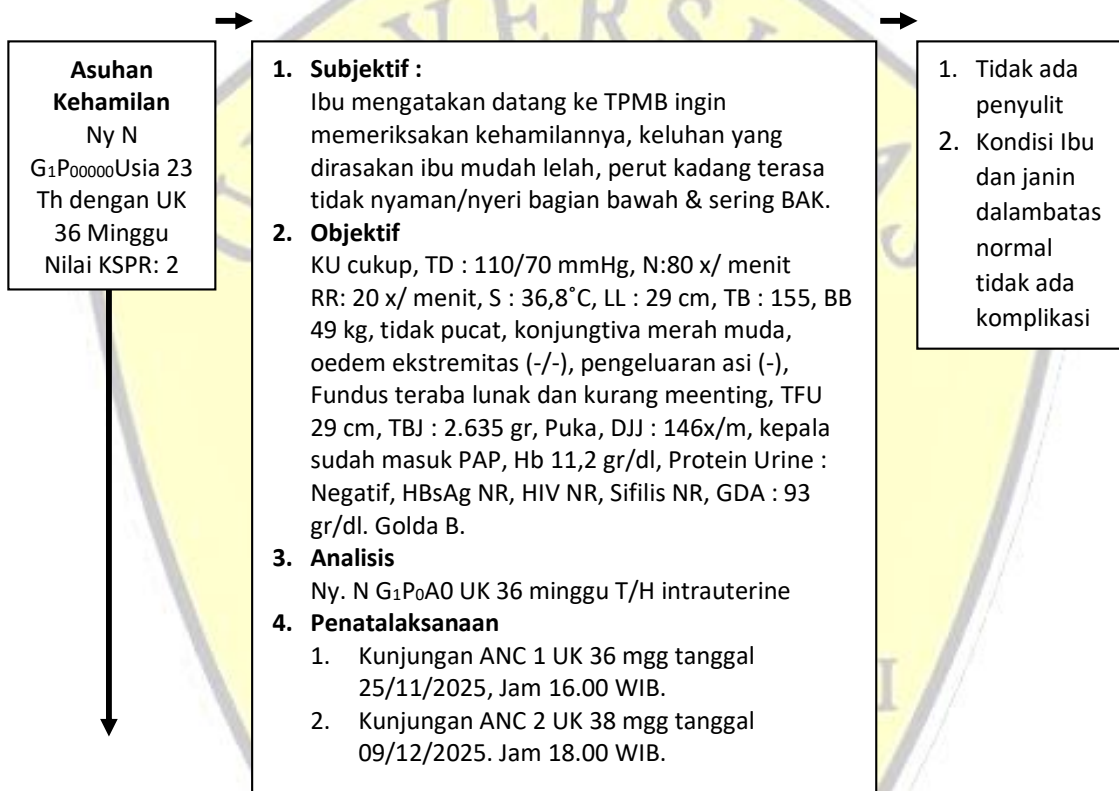 Asuhan
Kehamilan
Ny N
G₁P₀₀₀₀₀Usia 23
Th dengan UK
36 Minggu
Nilai KSPR: 2
1. Subjektif :
Ibu mengatakan datang ke TPMB ingin
memeriksakan kehamilannya, keluhan yang
dirasakan ibu mudah lelah, perut kadang terasa
tidak nyaman/nyeri bagian bawah & sering BAK.
2. Objektif
KU cukup, TD : 110/70 mmHg, N:80 x/ menit
RR: 20 x/ menit, S : 36,8˚C, LL : 29 cm, TB : 155, BB
49 kg, tidak pucat, konjungtiva merah muda,
oedem ekstremitas (-/-), pengeluaran asi (-),
Fundus teraba lunak dan kurang meenting, TFU
29 cm, TBJ : 2.635 gr, Puka, DJJ : 146x/m, kepala
sudah masuk PAP, Hb 11,2 gr/dl, Protein Urine :
Negatif, HBsAg NR, HIV NR, Sifilis NR, GDA : 93
gr/dl. Golda B.
3. Analisis
Ny. N G₁P₀A0 UK 36 minggu T/H intrauterine
4. Penatalaksanaan
1. Kunjungan ANC 1 UK 36 mgg tanggal
25/11/2025, Jam 16.00 WIB.
2. Kunjungan ANC 2 UK 38 mgg tanggal
09/12/2025. Jam 18.00 WIB.
1. Tidak ada
penyulit
2. Kondisi Ibu
dan janin
dalambatas
normal
tidak ada
komplikasi